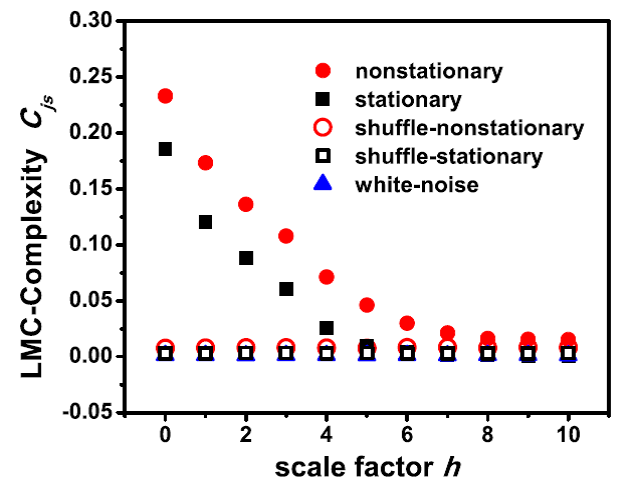 0.30
0.25
0.20
0.15
0.10
0.05
0.00
-0.05
LMC-Complexity C_js
nonstationary
stationary
shuffle-nonstationary
shuffle-stationary
white-noise
0 2 4 6 8 10
scale factor h